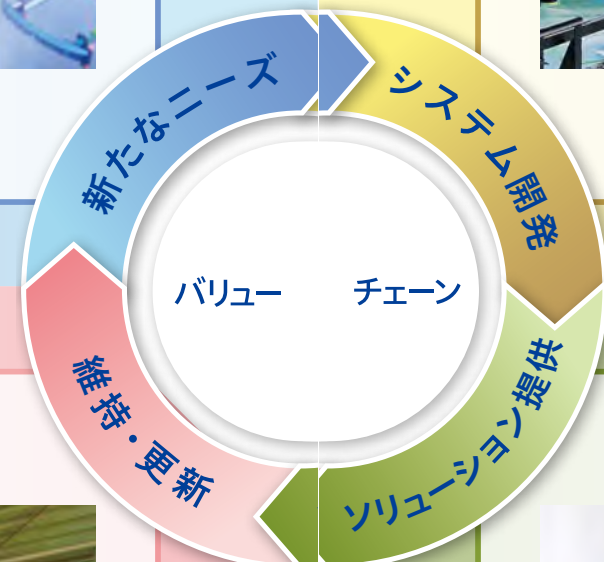 新たなニーズ
システム開発
バリュー チェーン
維持・更新
ソリューション提供